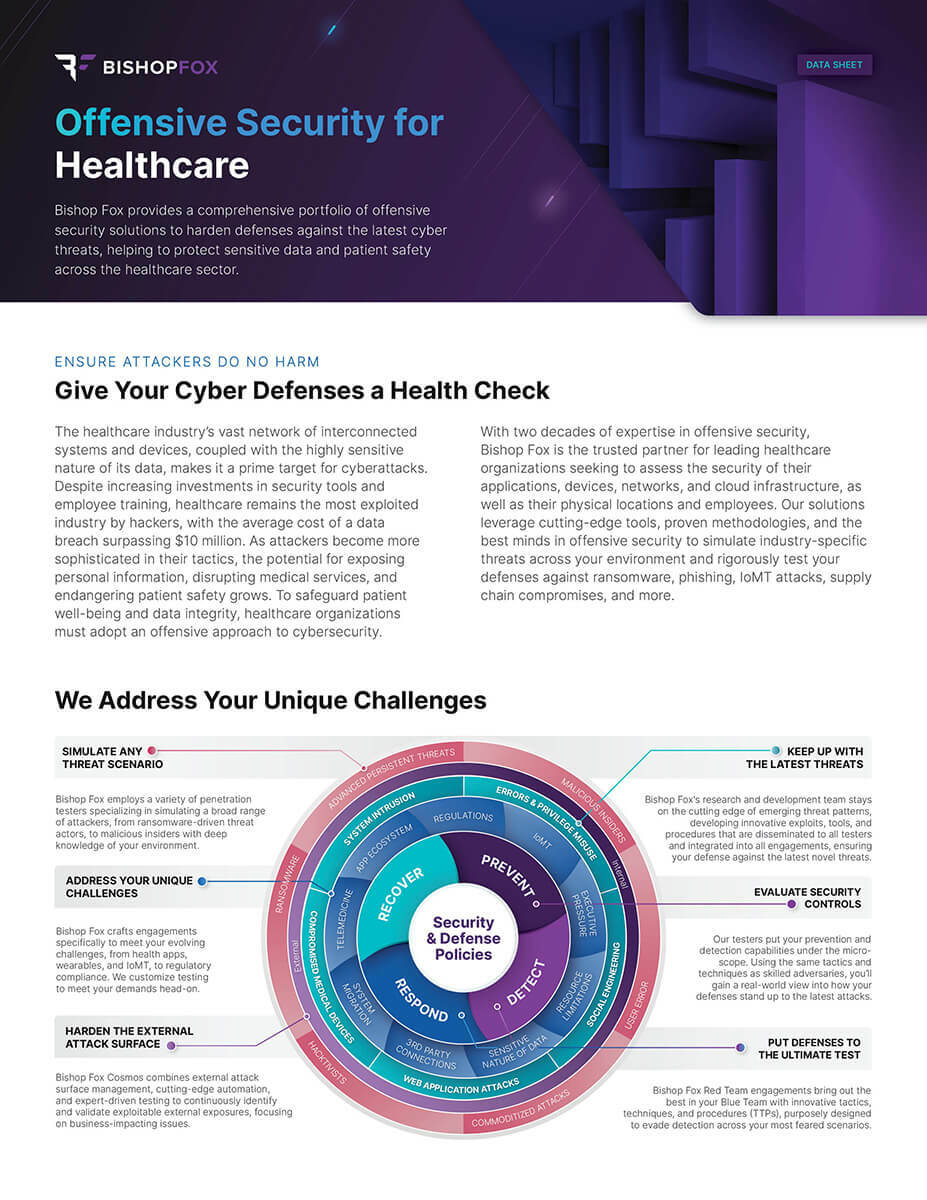 BISHOPFOX
DATA SHEET
Offensive Security for
Healthcare
Bishop Fox provides a comprehensive portfolio of offensive
security solutions to harden defenses against the latest cyber
threats, helping to protect sensitive data and patient safety
across the healthcare sector.
ENSURE ATTACKERS DO NO HARM
Give Your Cyber Defenses a Health Check
The healthcare industry's vast network of interconnected
systems and devices, coupled with the highly sensitive
nature of its data, makes it a prime target for cyberattacks.
Despite increasing investments in security tools and
employee training, healthcare remains the most exploited
industry by hackers, with the average cost of a data
breach surpassing $10 million. As attackers become more
sophisticated in their tactics, the potential for exposing
personal information, disrupting medical services, and
endangering patient safety grows. To safeguard patient
well-being and data integrity, healthcare organizations
must adopt an offensive approach to cybersecurity.
With two decades of expertise in offensive security,
Bishop Fox is the trusted partner for leading healthcare
organizations seeking to assess the security of their
applications, devices, networks, and cloud infrastructure, as
well as their physical locations and employees. Our solutions
leverage cutting-edge tools, proven methodologies, and the
best minds in offensive security to simulate industry-specific
threats across your environment and rigorously test your
defenses against ransomware, phishing, IoMT attacks, supply
chain compromises, and more.
We Address Your Unique Challenges
SIMULATE ANY
THREAT SCENARIO
Bishop Fox employs a variety of penetration
testers specializing in simulating a broad range
of attackers, from ransomware-driven threat
actors, to malicious insiders with deep
knowledge of your environment.
ADDRESS YOUR UNIQUE
CHALLENGES
Bishop Fox crafts engagements
specifically to meet your evolving
challenges, from health apps,
wearables, and IoMT, to regulatory
compliance. We customize testing
to meet your demands head-on.
HARDEN THE EXTERNAL
ATTACK SURFACE
Bishop Fox Cosmos combines external attack
surface management, cutting-edge automation,
and expert-driven testing to continuously identify
and validate exploitable external exposures, focusing
on business-impacting issues.
ADVANCED PERSISTENT THREATS
MALICIOUS INSIDERS
USER ERROR
COMMODITIZED ATTACKS
HACKTIVISTS
RANSOMWARE
External
Internal
SYSTEM INTRUSION
ERRORS & PRIVILEGE MISUSE
SOCIAL ENGINEERING
WEB APPLICATION ATTACKS
COMPROMISED MEDICAL DEVICES
APP ECOSYSTEM
REGULATIONS
IoMT
EXECUTIVE
PRESSURE
RESOURCE
LIMITATIONS
SENSITIVE
NATURE OF DATA
3RD PARTY
CONNECTIONS
SYSTEM
MIGRATION
TELEMEDICINE
RECOVER
PREVENT
DETECT
RESPOND
Security
& Defense
Policies
KEEP UP WITH
THE LATEST THREATS
Bishop Fox's research and development team stays
on the cutting edge of emerging threat patterns,
developing innovative exploits, tools, and
procedures that are disseminated to all testers
and integrated into all engagements, ensuring
your defense against the latest novel threats.
EVALUATE SECURITY
CONTROLS
Our testers put your prevention and
detection capabilities under the micro-
scope. Using the same tactics and
techniques as skilled adversaries, you'll
gain a real-world view into how your
defenses stand up to the latest attacks.
PUT DEFENSES TO
THE ULTIMATE TEST
Bishop Fox Red Team engagements bring out the
best in your Blue Team with innovative tactics,
techniques, and procedures (TTPs), purposely designed
to evade detection across your most feared scenarios.